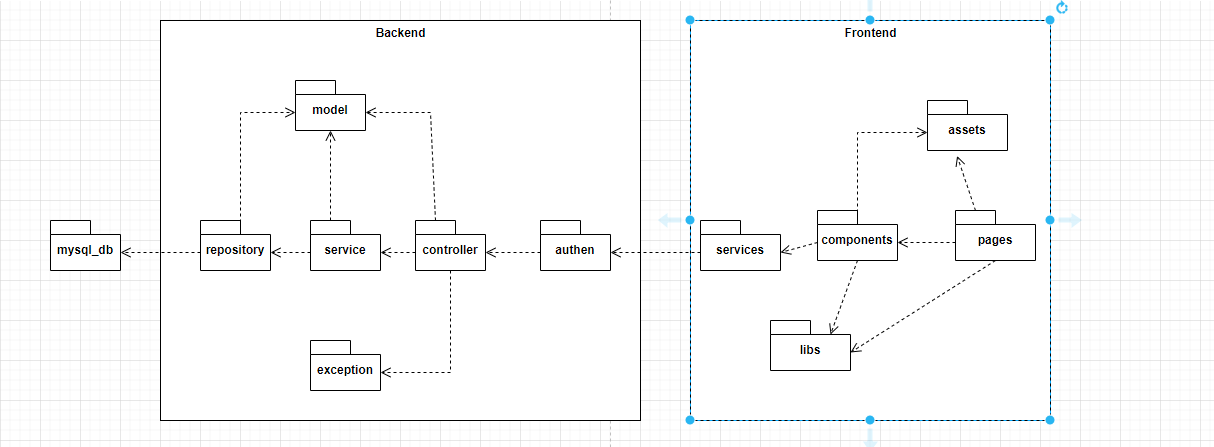 Backend
Frontend
model
assets
mysql_db
repository
service
controller
authen
services
components
pages
exception
libs